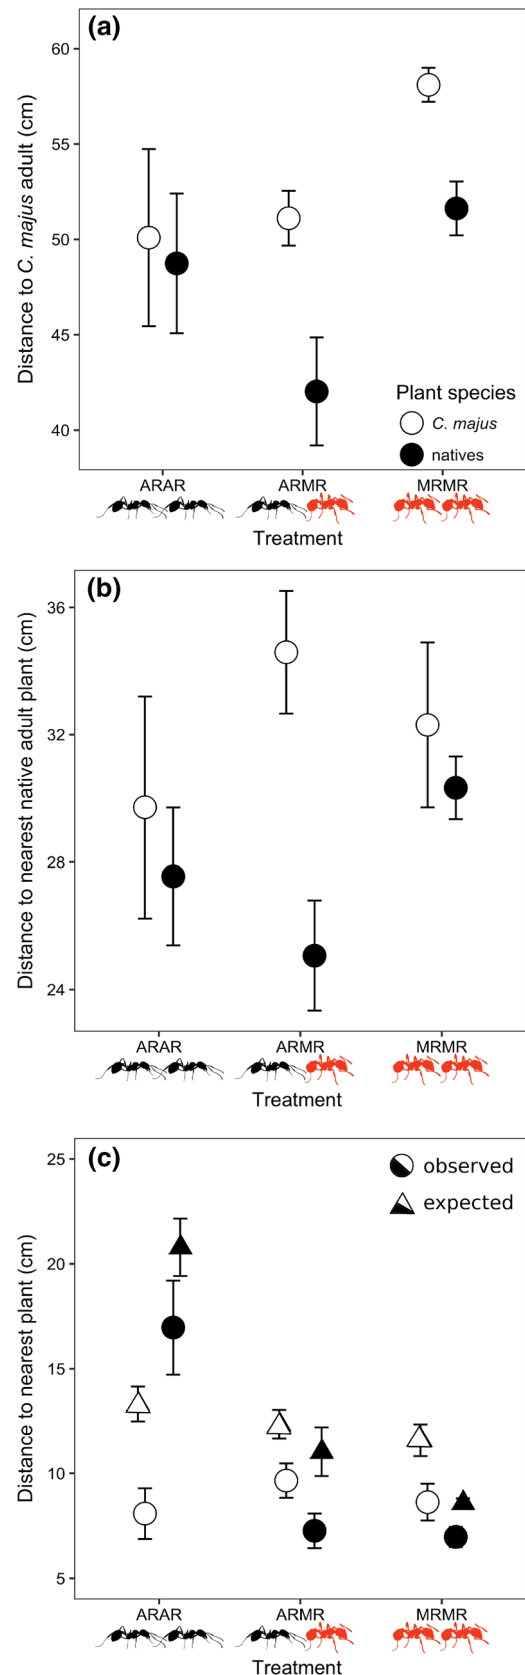 (a)
Distance to C. majus adult (cm)
60
55
50
45
40
Plant species
C. majus
natives
ARAR ARMR MRMR
Treatment
(b)
Distance to nearest native adult plant (cm)
36
32
28
24
ARAR ARMR MRMR
Treatment
(c)
Distance to nearest plant (cm)
25
20
15
10
5
observed
expected
ARAR ARMR MRMR
Treatment